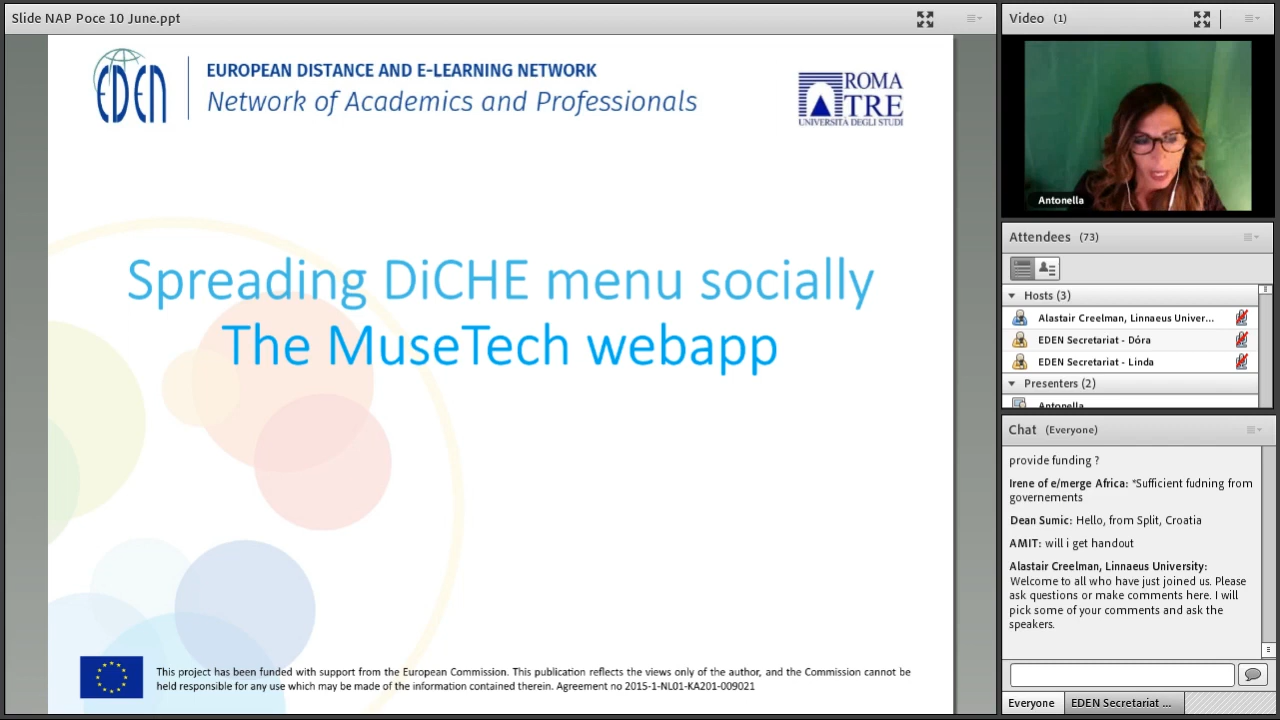 Slide NAP Poce 10 June.ppt
EDEN
EUROPEAN DISTANCE AND E-LEARNING NETWORK
Network of Academics and Professionals
ROMA
TRE
UNIVERSITÀ DEGLI STUDI
Spreading DiCHE menu socially
The MuseTech webapp
This project has been funded with support from the European Commission. This publication reflects the views only of the author, and the Commission cannot be
held responsible for any use which may be made of the information contained therein. Agreement no 2015-1-NL01-KA201-009021
Video (1)
Antonella
Attendees (73)
Hosts (3)
Alastair Creelman, Linnaeus Univer...
EDEN Secretariat - Dóra
EDEN Secretariat - Linda
Presenters (2)
Antonella
Chat (Everyone)
provide funding ?
Irene of e/merge Africa: *Sufficient fudning from
governements
Dean Sumic: Hello, from Split, Croatia
AMIT: will i get handout
Alastair Creelman, Linnaeus University:
Welcome to all who have just joined us. Please
ask questions or make comments here. I will
pick some of your comments and ask the
speakers.
Everyone
EDEN Secretariat ...